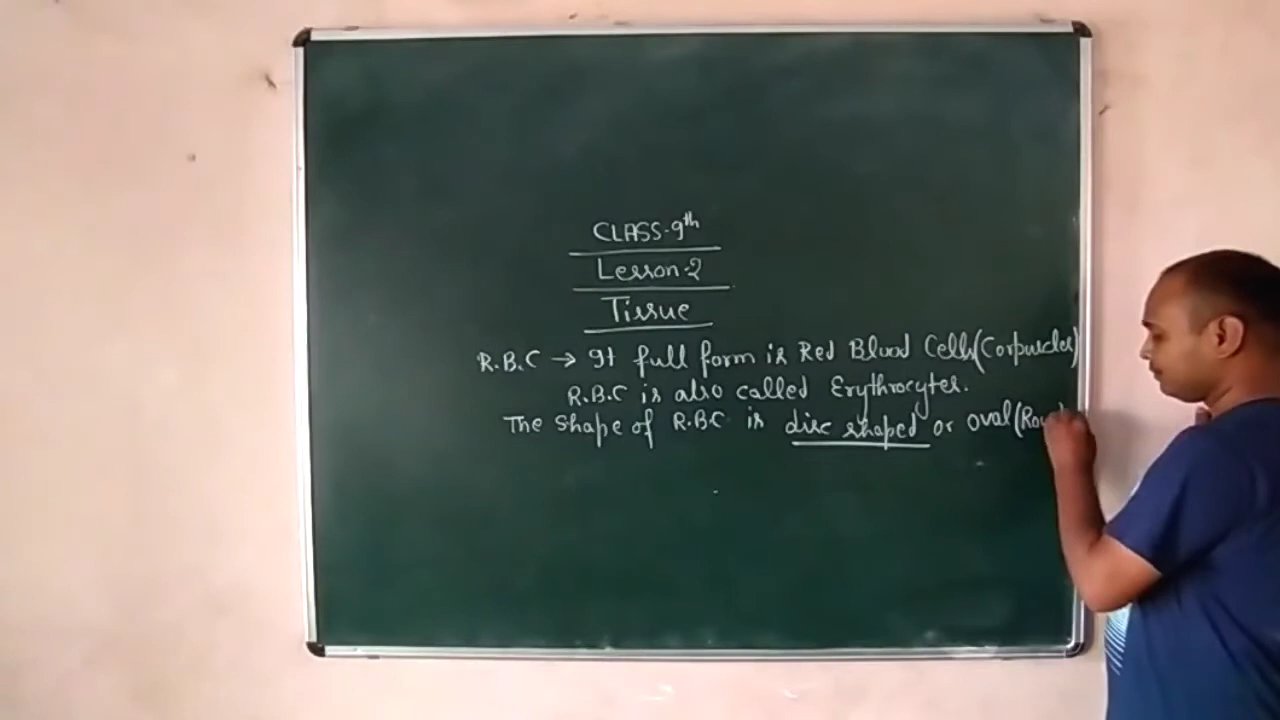 CLASS-9th
Lesson-2
Tissue
R.B.C → It full form is Red Blood Cells (Corpuscles)
R.B.C is also called Erythrocytes.
The Shape of R.B.C is disc shaped or oval